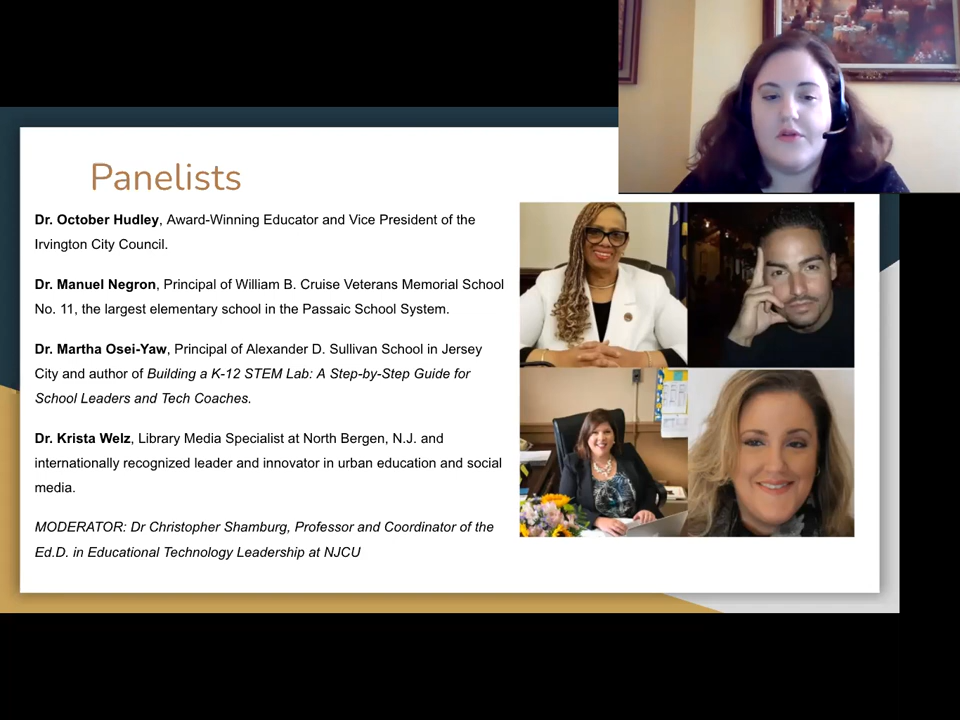 Panelists
Dr. October Hudley, Award-Winning Educator and Vice President of the
Irvington City Council.
Dr. Manuel Negron, Principal of William B. Cruise Veterans Memorial School
No. 11, the largest elementary school in the Passaic School System.
Dr. Martha Osei-Yaw, Principal of Alexander D. Sullivan School in Jersey
City and author of Building a K-12 STEM Lab: A Step-by-Step Guide for
School Leaders and Tech Coaches.
Dr. Krista Welz, Library Media Specialist at North Bergen, N.J. and
internationally recognized leader and innovator in urban education and social
media.
MODERATOR: Dr Christopher Shamburg, Professor and Coordinator of the
Ed.D. in Educational Technology Leadership at NJCU